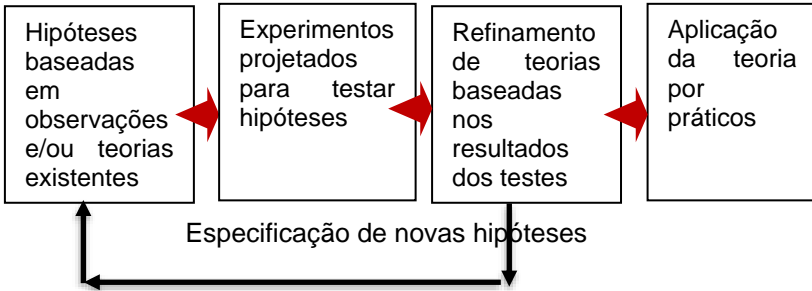 Hipóteses
baseadas
em
observações
e/ou teorias
existentes
Experimentos
projetados
para testar
hipóteses
Refinamento
de teorias
baseadas
nos
resultados
dos testes
Aplicação
da teoria
por
práticos
Especificação de novas hipóteses